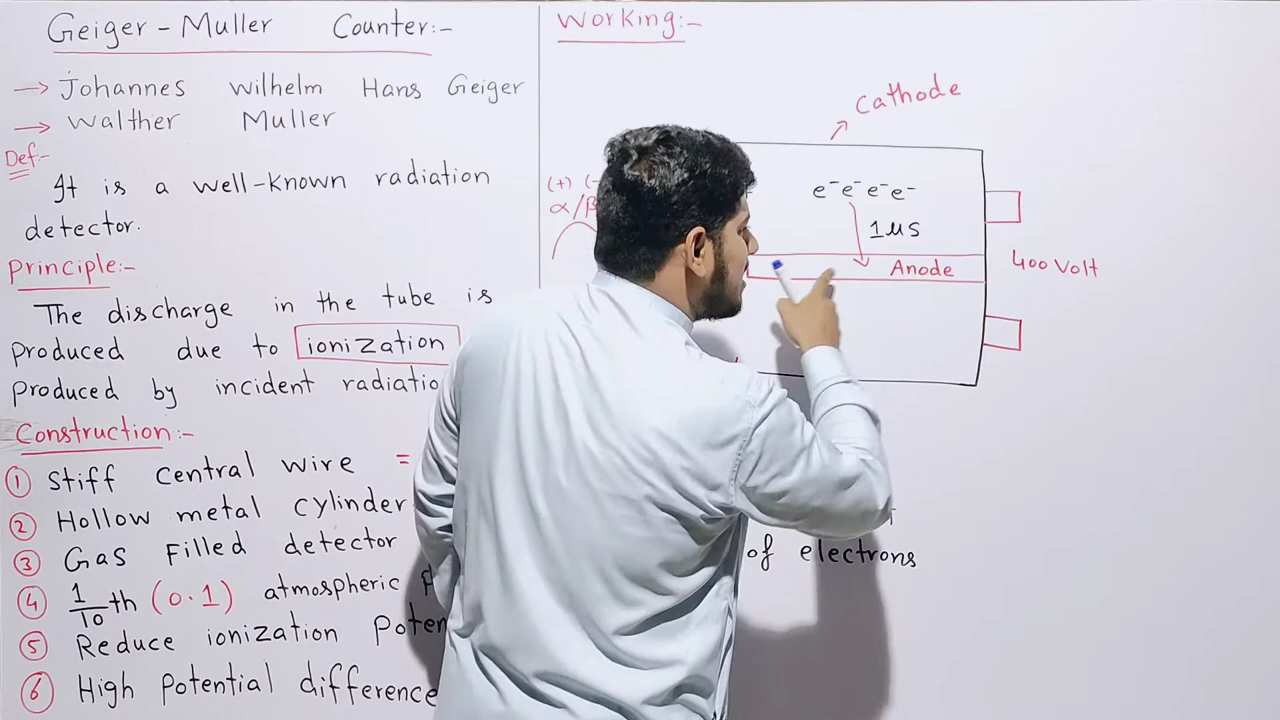 Geiger-Muller Counter:-
→ Johannes Wilhelm Hans Geiger
→ Walther Muller
Def:-
It is a well-known radiation
detector.
Principle:-
The discharge in the tube is
produced due to ionization
produced by incident radiatio
Construction:-
① Stiff Central wire =
② Hollow metal cylinder
③ Gas Filled detector
④ 1/10 th (0.1) atmospheric
⑤ Reduce ionization Poten
⑥ High Potential difference
Working:-
Cathode
(+) (-
α/β
e⁻ e⁻ e⁻ e⁻
1 μs
Anode
400 Volt
of electrons